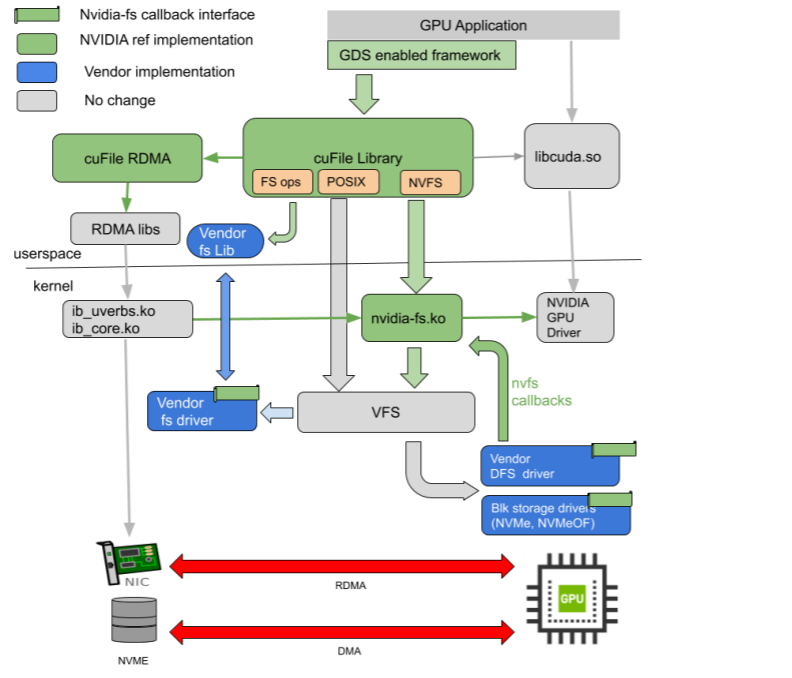 Nvidia-fs callback interface
NVIDIA ref implementation
Vendor implementation
No change
GPU Application
GDS enabled framework
cuFile RDMA
cuFile Library
FS ops
POSIX
NVFS
libcuda.so
RDMA libs
Vendor
fs Lib
userspace
kernel
ib_uverbs.ko
ib_core.ko
nvidia-fs.ko
NVIDIA
GPU
Driver
nvfs
callbacks
Vendor
fs driver
VFS
Vendor
DFS driver
Blk storage drivers
(NVMe, NVMeOF)
NIC
RDMA
GPU
NVME
DMA